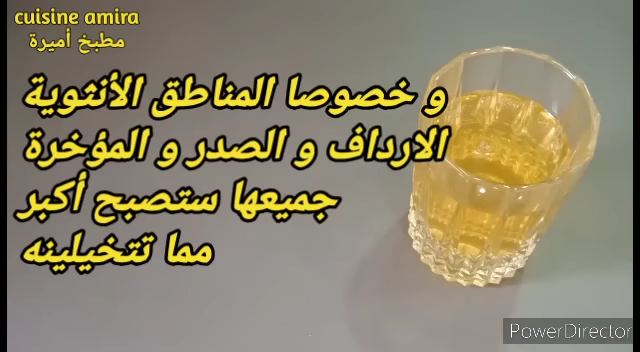 cuisine amira
مطبخ أميرة
و خصوصا المناطق الأنثوية
الارداف و الصدر و المؤخرة
جميعها ستصبح أكبر
مما تتخيلينه
PowerDirector